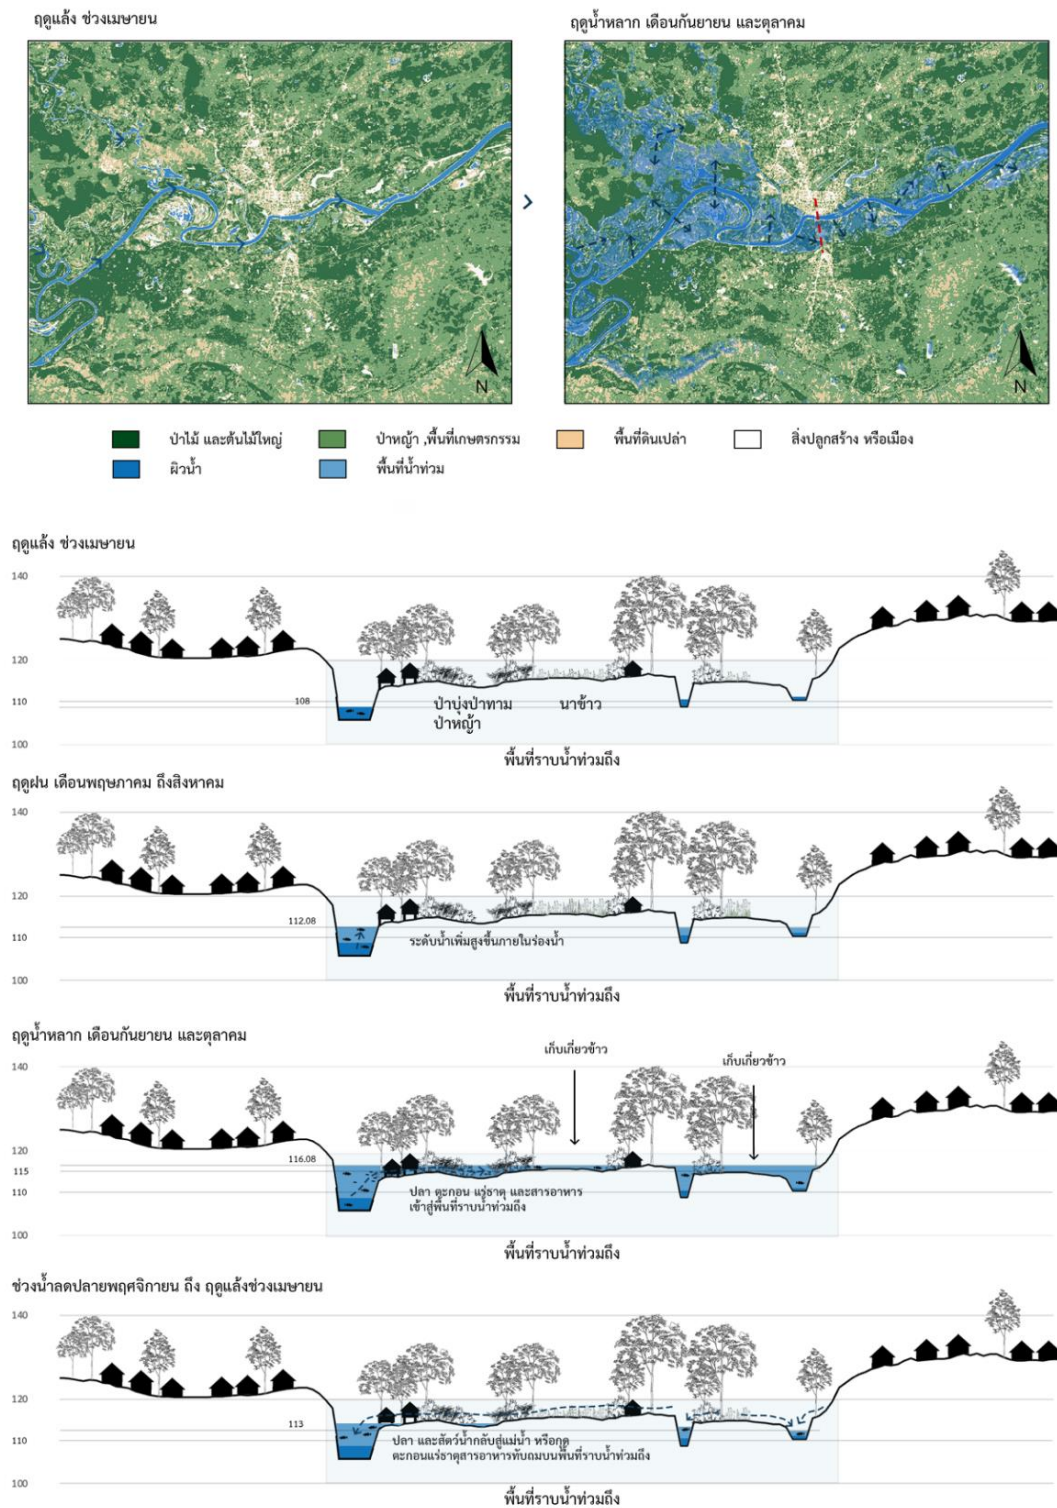 ฤดูแล้ง ช่วงเมษายน
ฤดูน้ำหลาก เดือนกันยายน และตุลาคม
N
N
ป่าไม้ และต้นไม้ใหญ่
ป่าหญ้า ,พื้นที่เกษตรกรรม
พื้นที่ดินเปล่า
สิ่งปลูกสร้าง หรือเมือง
ผิวน้ำ
พื้นที่น้ำท่วม
ฤดูแล้ง ช่วงเมษายน
140
120
110
108
100
ป่าบุ่งป่าทาม
นาข้าว
ป่าหญ้า
พื้นที่ราบน้ำท่วมถึง
ฤดูฝน เดือนพฤษภาคม ถึงสิงหาคม
140
120
112.08
110
100
ระดับน้ำเพิ่มสูงขึ้นภายในร่องน้ำ
พื้นที่ราบน้ำท่วมถึง
ฤดูน้ำหลาก เดือนกันยายน และตุลาคม
เก็บเกี่ยวข้าว
เก็บเกี่ยวข้าว
140
120
116.08
115
110
100
ปลา ตะกอน แร่ธาตุ และสารอาหาร
เข้าสู่พื้นที่ราบน้ำท่วมถึง
พื้นที่ราบน้ำท่วมถึง
ช่วงน้ำลดปลายพฤศจิกายน ถึง ฤดูแล้งช่วงเมษายน
140
120
113
110
100
ปลา และสัตว์น้ำกลับสู่แม่น้ำ หรือกุด
ตะกอนแร่ธาตุสารอาหารทับถมบนพื้นที่ราบน้ำท่วมถึง
พื้นที่ราบน้ำท่วมถึง